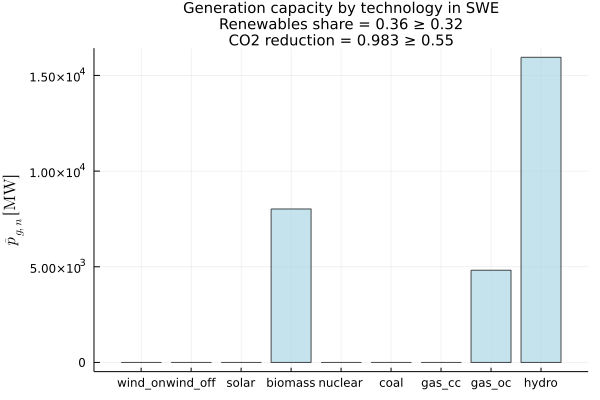 Generation capacity by technology in SWE
Renewables share = 0.36 ≥ 0.32
CO2 reduction = 0.983 ≥ 0.55
p̄_{g,n} [MW]
1.50×10⁴
1.00×10⁴
5.00×10³
0
wind_on wind_off solar biomass nuclear coal gas_cc gas_oc hydro